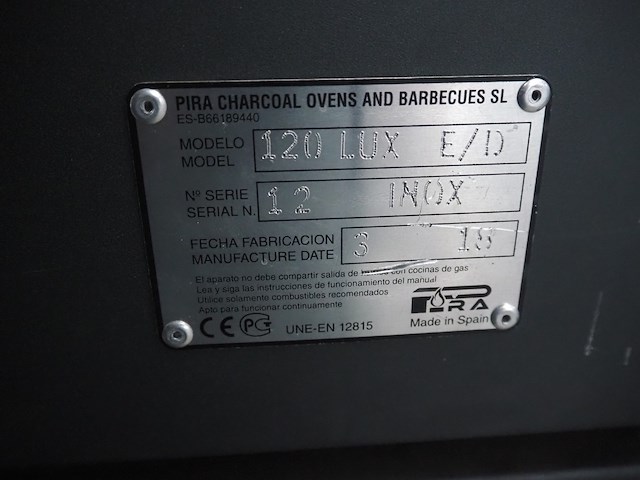 PIRA CHARCOAL OVENS AND BARBECUES SL
ES-B66189440
MODELO
MODEL 120 LUX E/D
Nº SERIE
SERIAL N. 12 INOX
FECHA FABRICACION
MANUFACTURE DATE 3 18
El aparato no debe compartir salida de con cocinas de gas
Lea y siga las instrucciones de funcionamiento del manual
Utilice solamente combustibles recomendados
Apto para funcionar continuamente
CE PG UNE-EN 12815
PIRA
Made in Spain